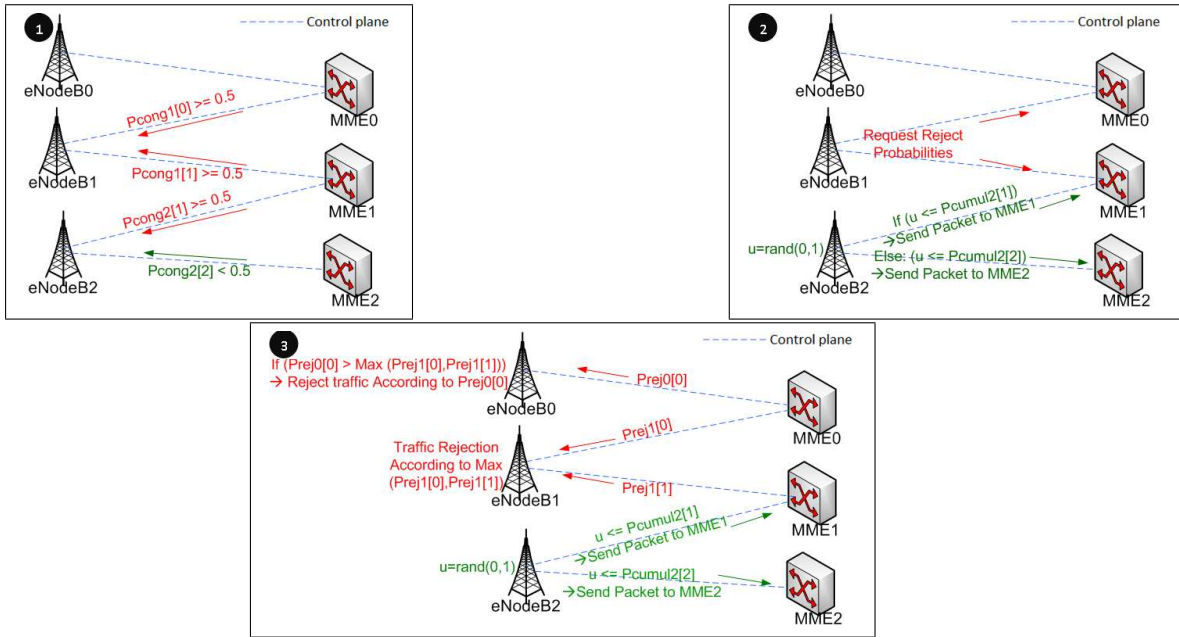 1
Control plane
eNodeB0
Pcong1[0] >= 0.5
MME0
eNodeB1
Pcong1[1] >= 0.5
MME1
Pcong2[1] >= 0.5
Pcong2[2] < 0.5
eNodeB2
MME2
2
Control plane
eNodeB0
MME0
Request Reject
Probabilities
eNodeB1
MME1
If (u <= Pcumul2[1])
→Send Packet to MME1
u=rand(0,1)
Else: (u <= Pcumul2[2])
→Send Packet to MME2
eNodeB2
MME2
3
Control plane
If (Prej0[0] > Max (Prej1[0],Prej1[1]))
→ Reject traffic According to Prej0[0]
Prej0[0]
eNodeB0
MME0
Prej1[0]
Traffic Rejection
According to Max
(Prej1[0],Prej1[1])
Prej1[1]
eNodeB1
MME1
u <= Pcumul2[1]
→Send Packet to MME1
u=rand(0,1)
u <= Pcumul2[2]
→Send Packet to MME2
eNodeB2
MME2